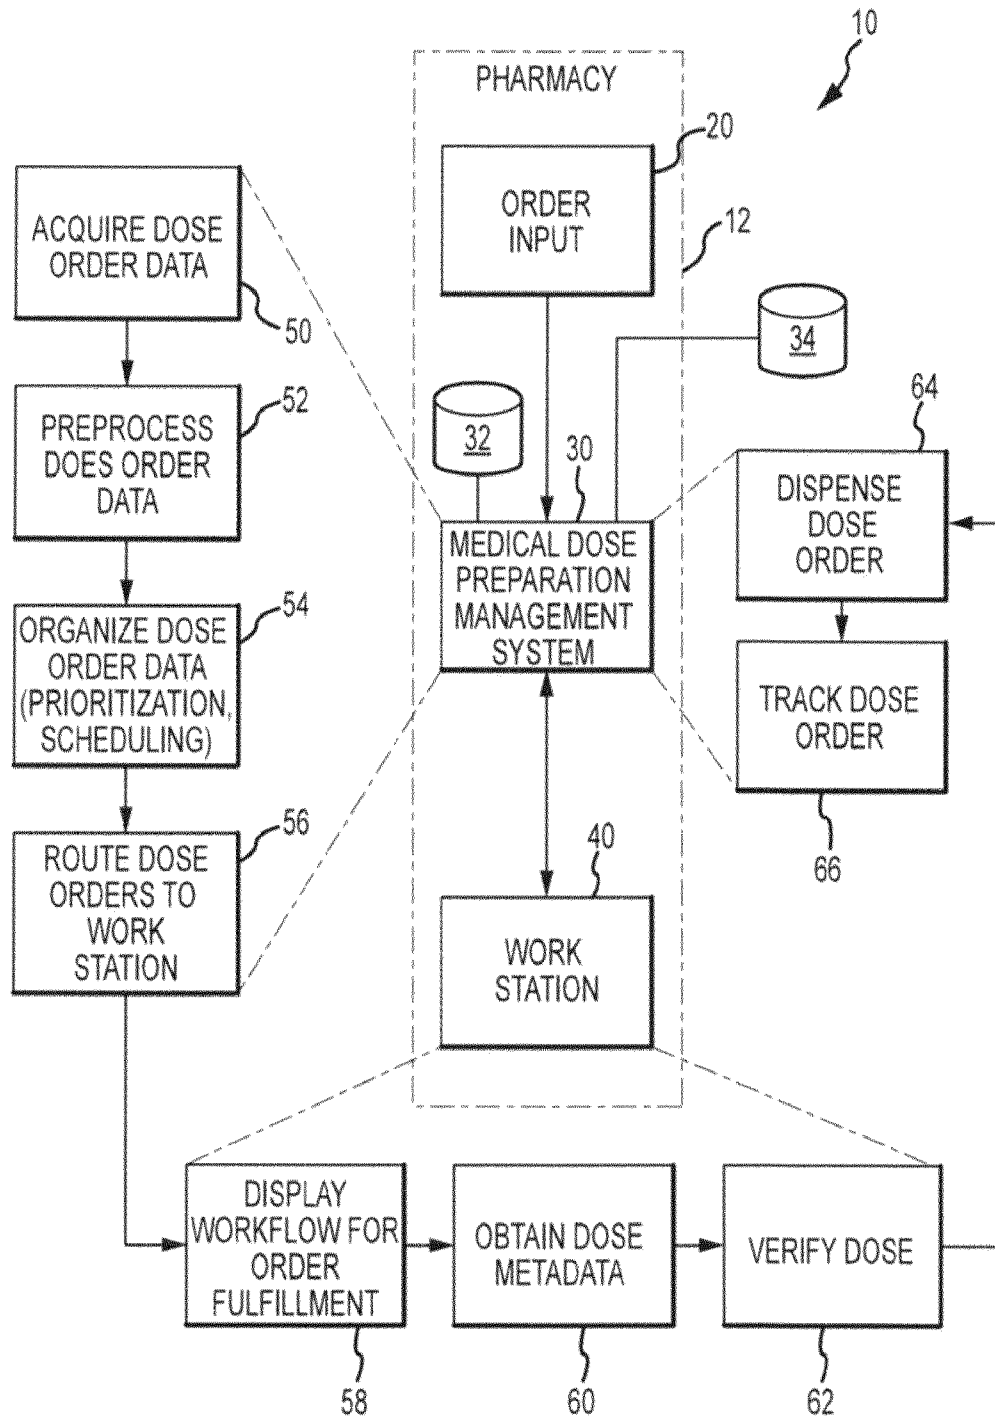 10
PHARMACY
20
ORDER
INPUT
12
ACQUIRE DOSE
ORDER DATA
50
34
52
PREPROCESS
DOES ORDER
DATA
32
30
64
MEDICAL DOSE
PREPARATION
MANAGEMENT
SYSTEM
DISPENSE
DOSE
ORDER
54
ORGANIZE DOSE
ORDER DATA
(PRIORITIZATION,
SCHEDULING)
TRACK DOSE
ORDER
66
56
ROUTE DOSE
ORDERS TO
WORK
STATION
40
WORK
STATION
DISPLAY
WORKFLOW FOR
ORDER
FULFILLMENT
58
OBTAIN DOSE
METADATA
60
VERIFY DOSE
62